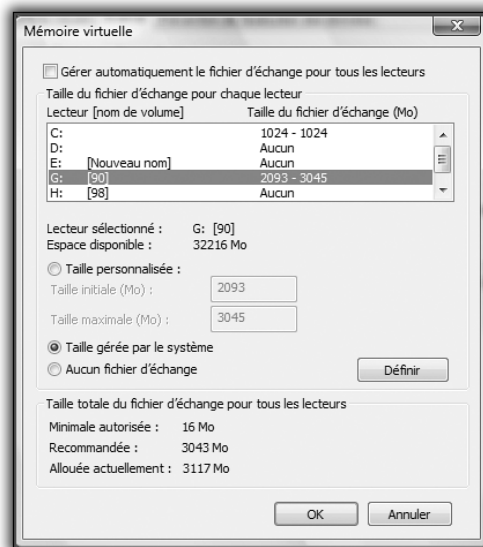 Mémoire virtuelle
Gérer automatiquement le fichier d'échange pour tous les lecteurs
Taille du fichier d'échange pour chaque lecteur
Lecteur [nom de volume] Taille du fichier d'échange (Mo)
C: 1024 - 1024
D: Aucun
E: [Nouveau nom] Aucun
G: [90] 2093 - 3045
H: [98] Aucun
Lecteur sélectionné : G: [90]
Espace disponible : 32216 Mo
Taille personnalisée :
Taille initiale (Mo) : 2093
Taille maximale (Mo) : 3045
Taille gérée par le système
Aucun fichier d'échange Définir
Taille totale du fichier d'échange pour tous les lecteurs
Minimale autorisée : 16 Mo
Recommandée : 3043 Mo
Allouée actuellement : 3117 Mo
OK Annuler